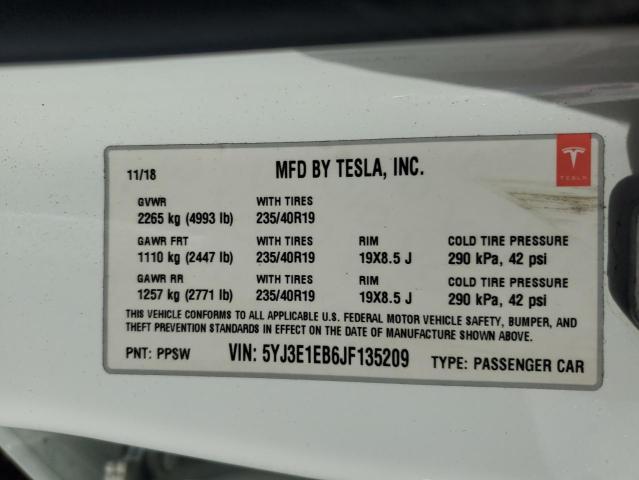 11/18 MFD BY TESLA, INC.
TESLA
GVWR WITH TIRES
2265 kg (4993 lb) 235/40R19
GAWR FRT WITH TIRES RIM COLD TIRE PRESSURE
1110 kg (2447 lb) 235/40R19 19X8.5 J 290 kPa, 42 psi
GAWR RR WITH TIRES RIM COLD TIRE PRESSURE
1257 kg (2771 lb) 235/40R19 19X8.5 J 290 kPa, 42 psi
THIS VEHICLE CONFORMS TO ALL APPLICABLE U.S. FEDERAL MOTOR VEHICLE SAFETY, BUMPER, AND
THEFT PREVENTION STANDARDS IN EFFECT ON THE DATE OF MANUFACTURE SHOWN ABOVE.
PNT: PPSW VIN: 5YJ3E1EB6JF135209 TYPE: PASSENGER CAR